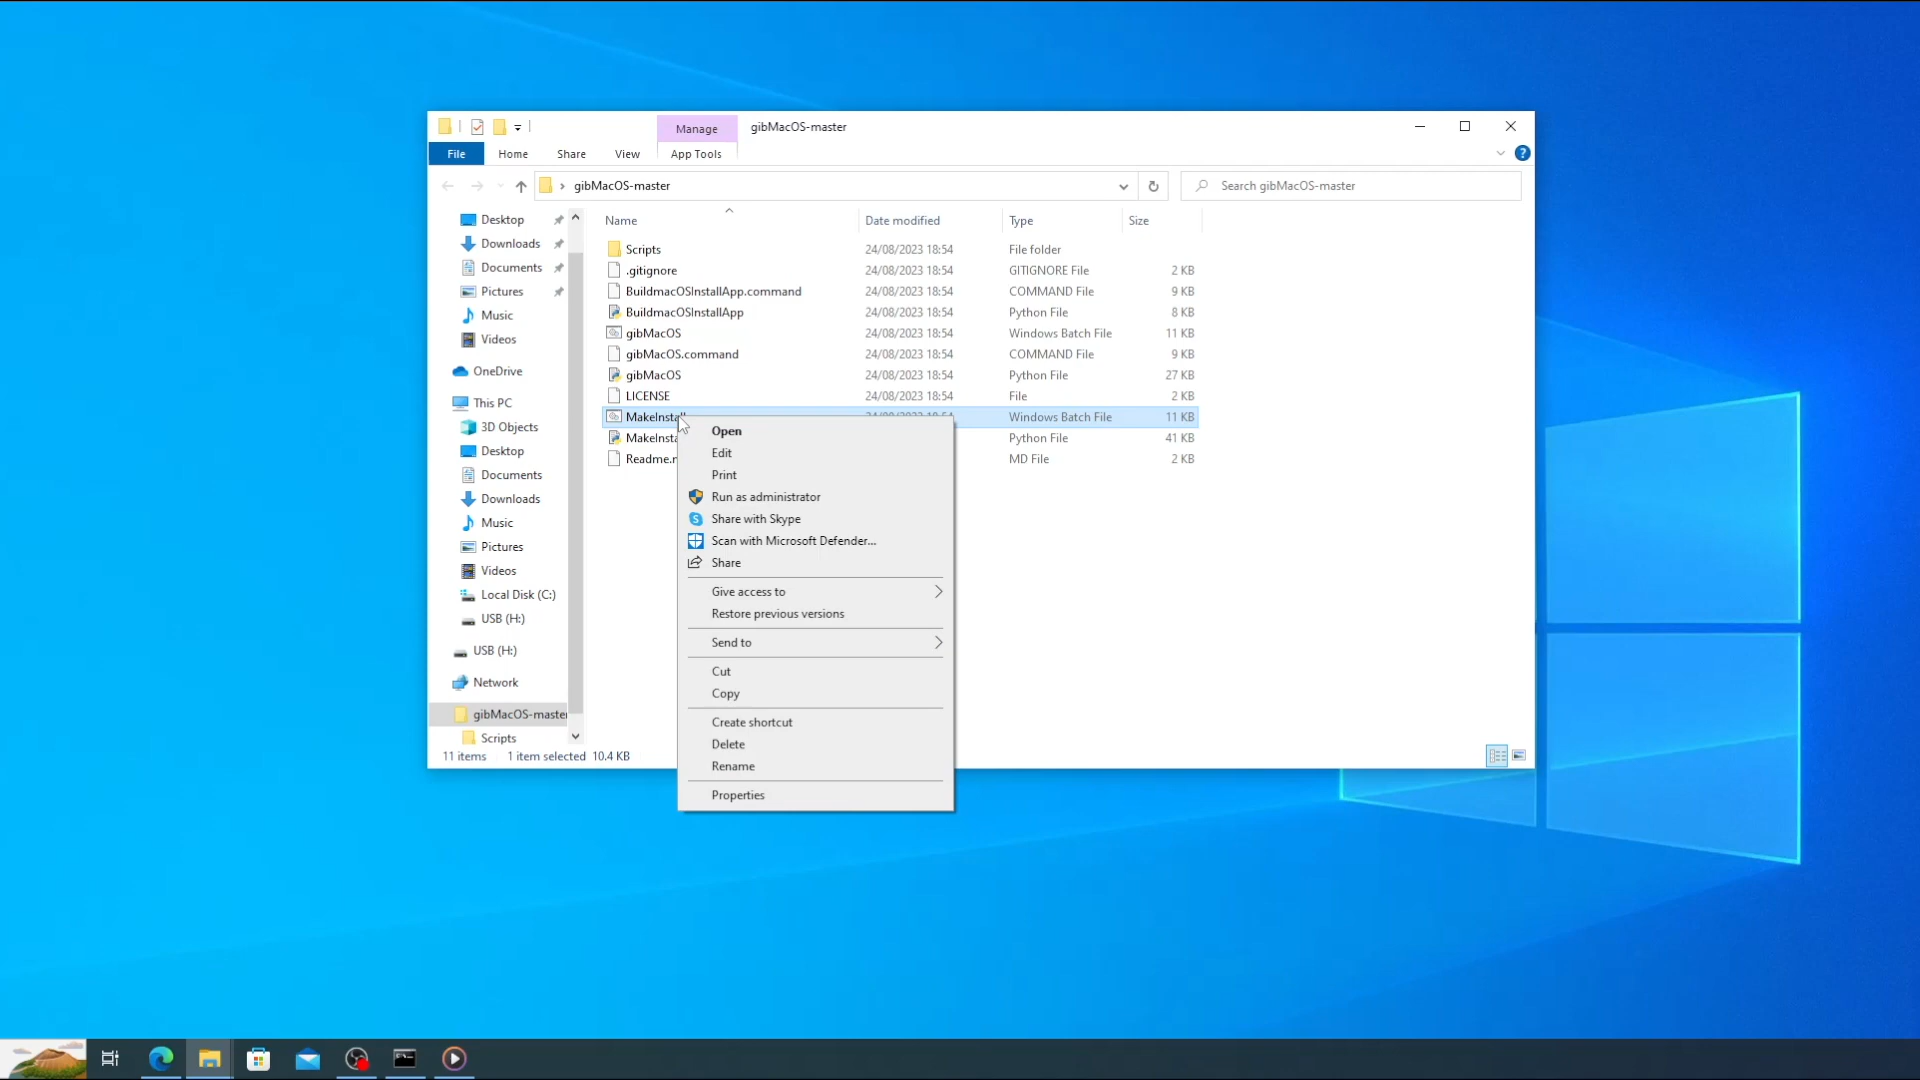 Manage
gibMacOS-master
File
Home
Share
View
App Tools
gibMacOS-master
Search gibMacOS-master
Name
Date modified
Type
Size
Desktop
Downloads
Documents
Pictures
Music
Videos
OneDrive
This PC
3D Objects
Desktop
Documents
Downloads
Music
Pictures
Videos
Local Disk (C:)
USB (H:)
USB (H:)
Network
gibMacOS-master
Scripts
Scripts 24/08/2023 18:54 File folder
.gitignore 24/08/2023 18:54 GITIGNORE File 2 KB
BuildmacOSInstallApp.command 24/08/2023 18:54 COMMAND File 9 KB
BuildmacOSInstallApp 24/08/2023 18:54 Python File 8 KB
gibMacOS 24/08/2023 18:54 Windows Batch File 11 KB
gibMacOS.command 24/08/2023 18:54 COMMAND File 9 KB
gibMacOS 24/08/2023 18:54 Python File 27 KB
LICENSE 24/08/2023 18:54 File 2 KB
MakeInstall Windows Batch File 11 KB
MakeInsta Python File 41 KB
Readme. MD File 2 KB
Open
Edit
Print
Run as administrator
Share with Skype
Scan with Microsoft Defender...
Share
Give access to
Restore previous versions
Send to
Cut
Copy
Create shortcut
Delete
Rename
Properties
11 items 1 item selected 10.4 KB